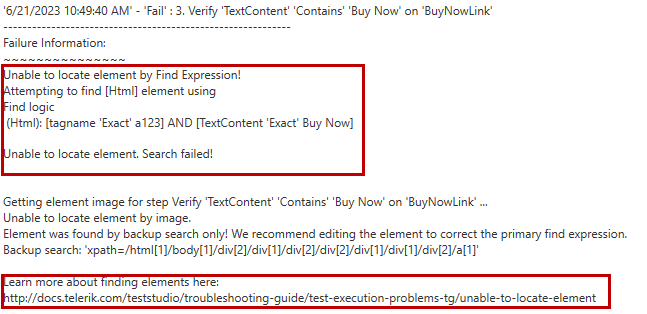 '6/21/2023 10:49:40 AM' - 'Fail' : 3. Verify 'TextContent' 'Contains' 'Buy Now' on 'BuyNowLink'
------------------------------------------------------------
Failure Information:
~~~~~~~~~~~~~~~
Unable to locate element by Find Expression!
Attempting to find [Html] element using
Find logic
(Html): [tagname 'Exact' a123] AND [TextContent 'Exact' Buy Now]
Unable to locate element. Search failed!
Getting element image for step Verify 'TextContent' 'Contains' 'Buy Now' on 'BuyNowLink' ...
Unable to locate element by image.
Element was found by backup search only! We recommend editing the element to correct the primary find expression.
Backup search: 'xpath=/html[1]/body[1]/div[2]/div[1]/div[2]/div[2]/div[1]/div[1]/div[2]/a[1]'
Learn more about finding elements here:
http://docs.telerik.com/teststudio/troubleshooting-guide/test-execution-problems-tg/unable-to-locate-element